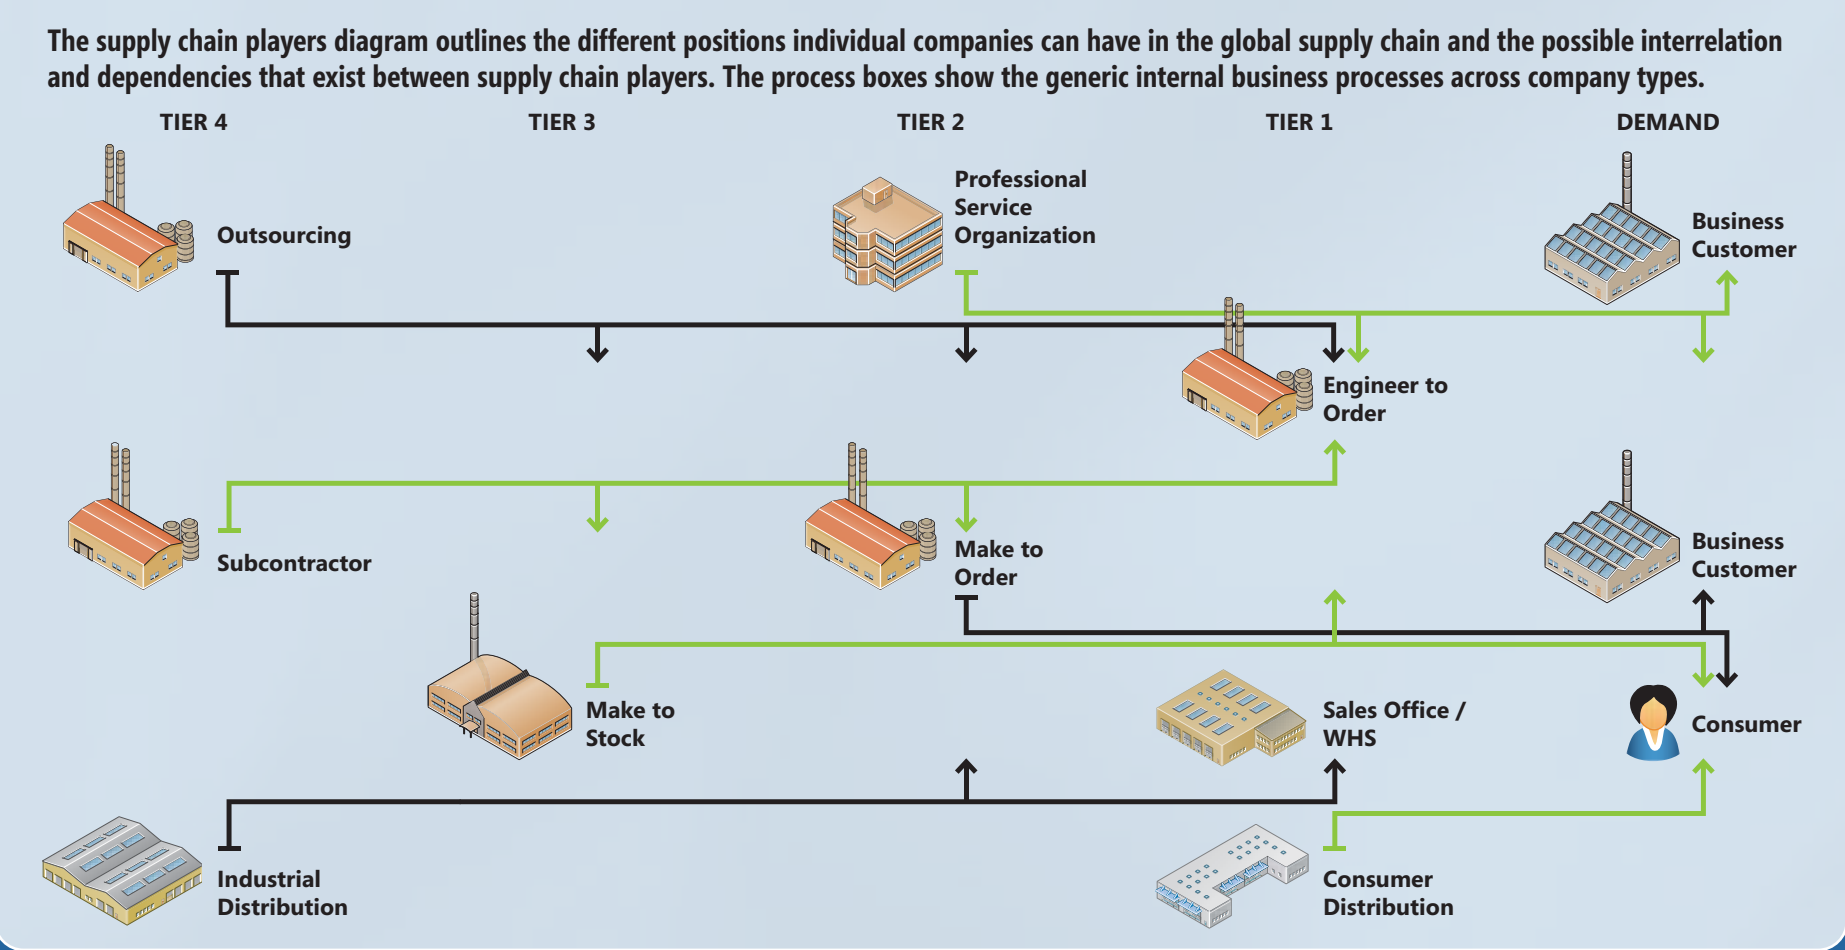 The supply chain players diagram outlines the different positions individual companies can have in the global supply chain and the possible interrelation
and dependencies that exist between supply chain players. The process boxes show the generic internal business processes across company types.
TIER 4
TIER 3
TIER 2
TIER 1
DEMAND
Outsourcing
Professional
Service
Organization
Business
Customer
Engineer to
Order
Subcontractor
Make to
Order
Business
Customer
Make to
Stock
Sales Office /
WHS
Consumer
Industrial
Distribution
Consumer
Distribution